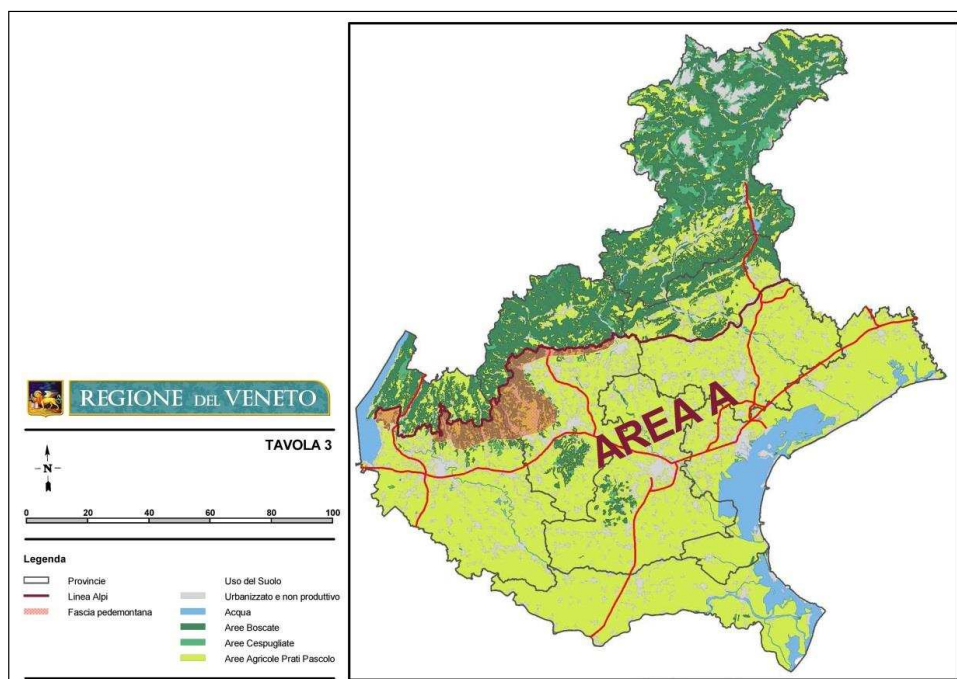 REGIONE DEL VENETO
TAVOLA 3
N
0 20 40 60 80 100
Legenda
Provincie
Linea Alpi
Fascia pedemontana
Uso del Suolo
Urbanizzato e non produttivo
Acqua
Aree Boscate
Aree Cespugliate
Aree Agricole Prati Pascolo
AREA A